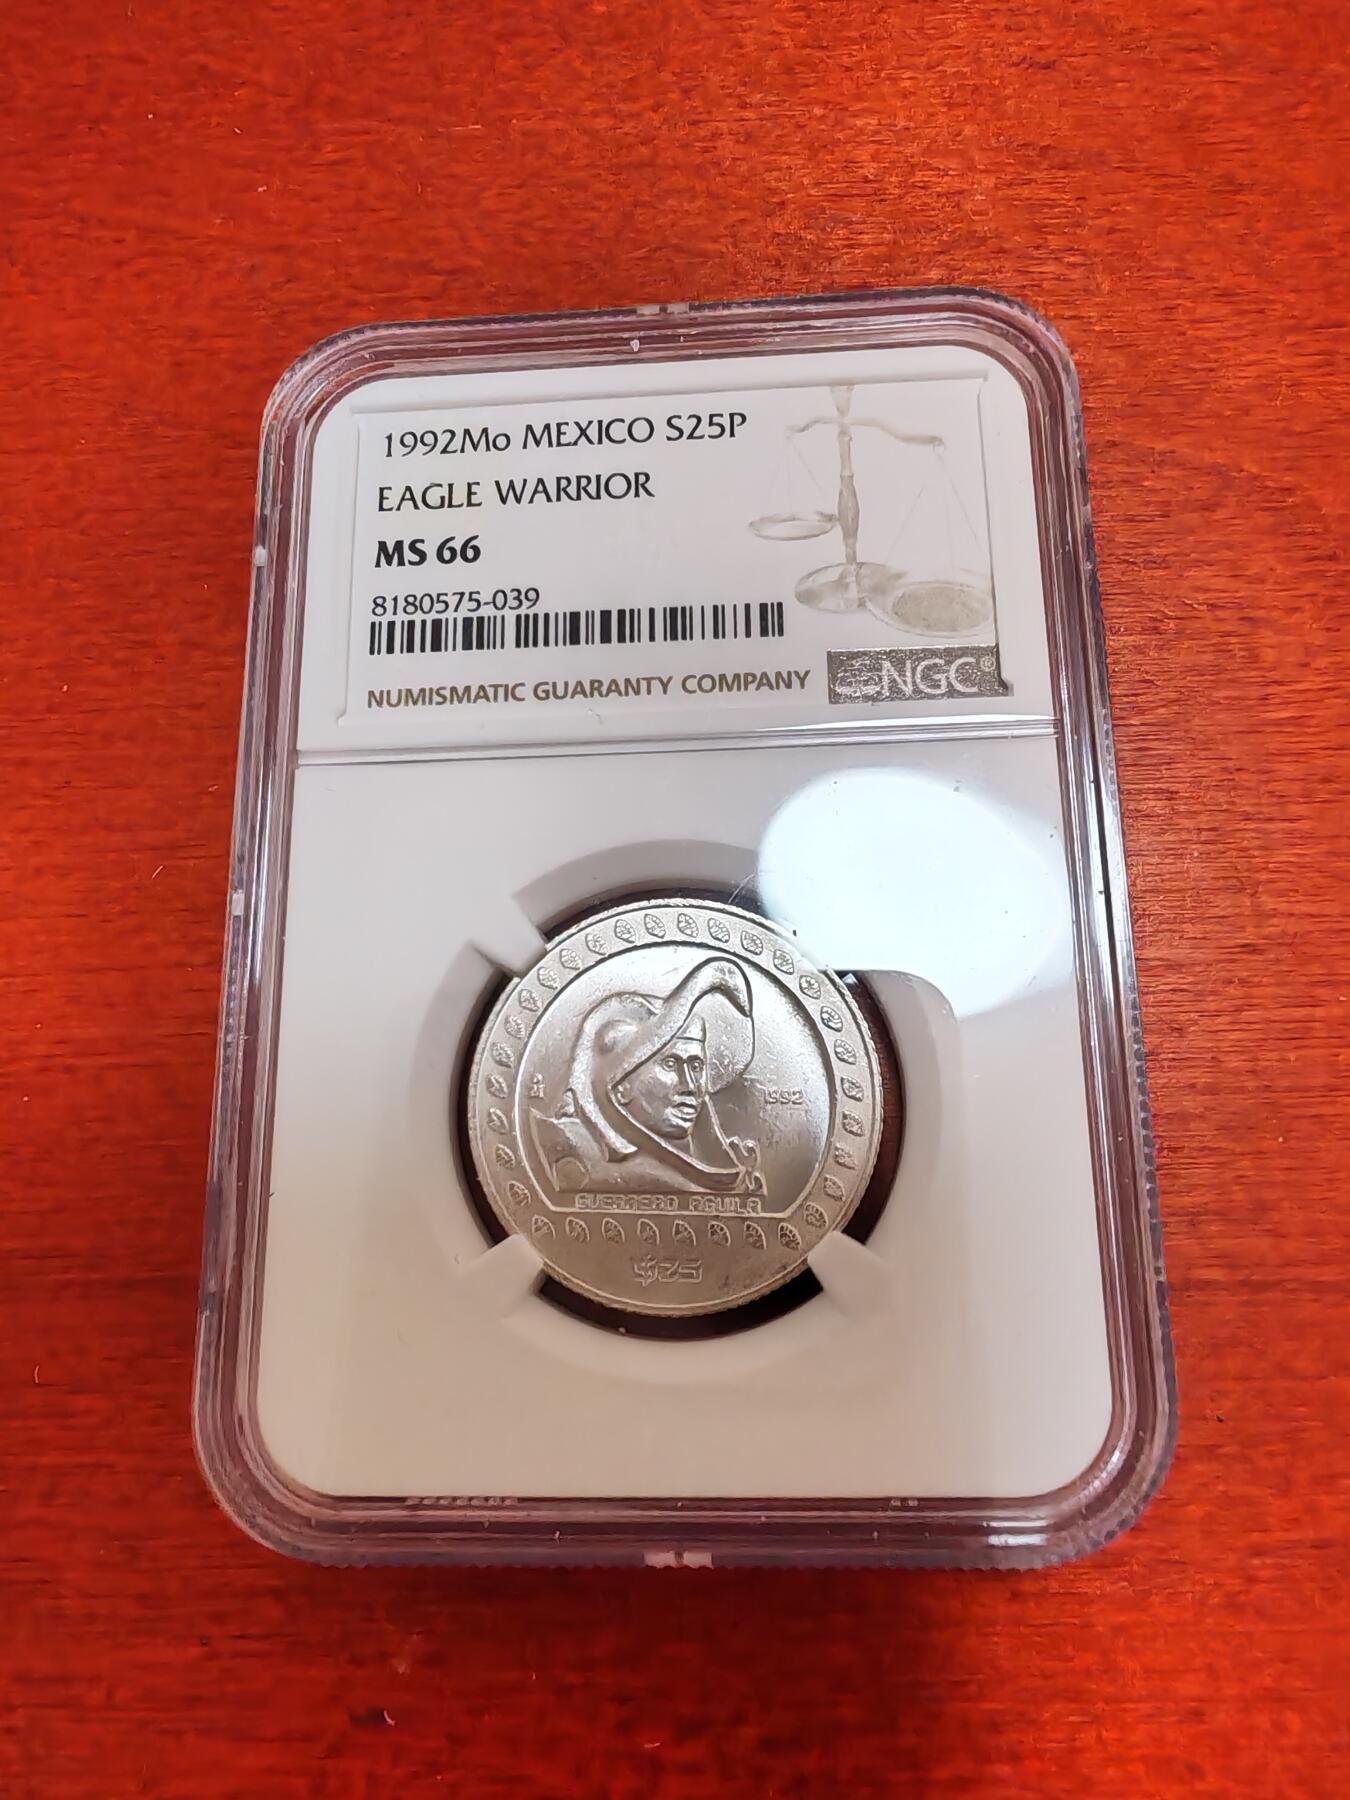 1992Mo MEXICO S25P
EAGLE WARRIOR
MS 66
8180575-039
NUMISMATIC GUARANTY COMPANY
NGC®
1992
GUERRERO AGUILA
$25